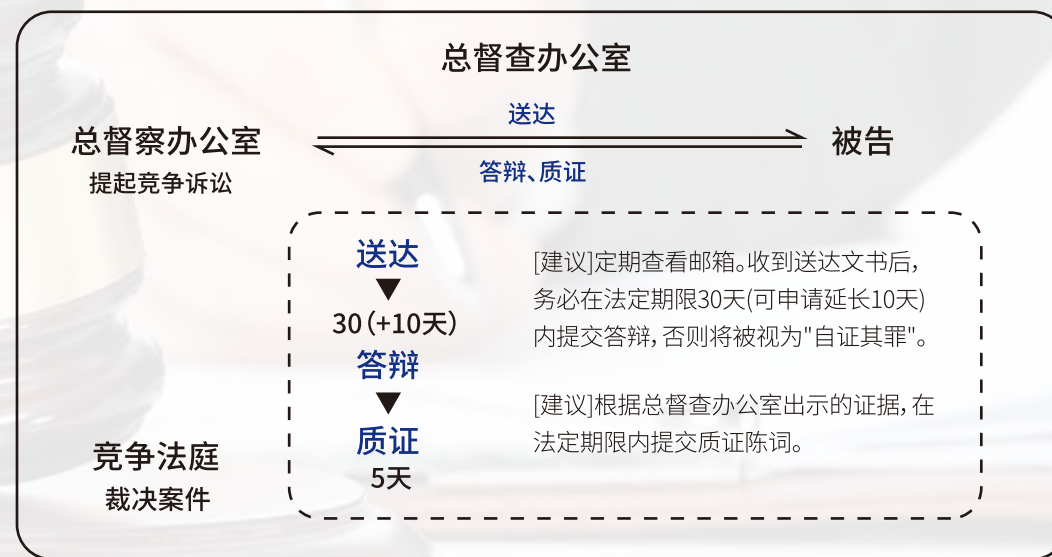 总督查办公室
送达
总督察办公室
被告
提起竞争诉讼
答辩、质证
送达
30（+10天）
答辩
质证
5天
[建议]定期查看邮箱。收到送达文书后，
务必在法定期限30天(可申请延长10天)
内提交答辩，否则将被视为"自证其罪"。
[建议]根据总督查办公室出示的证据，在
法定期限内提交质证陈词。
竞争法庭
裁决案件